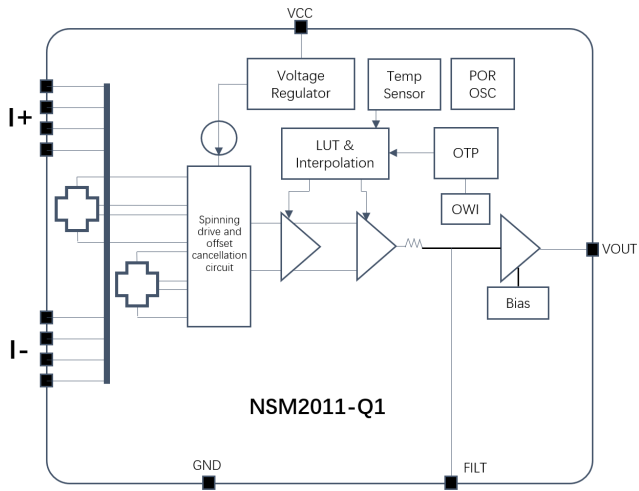 VCC
Voltage
Regulator
Temp
Sensor
POR
OSC
I+
LUT &
Interpolation
OTP
OWI
Spinning
drive and
offset
cancellation
circuit
VOUT
Bias
I-
NSM2011-Q1
GND
FILT